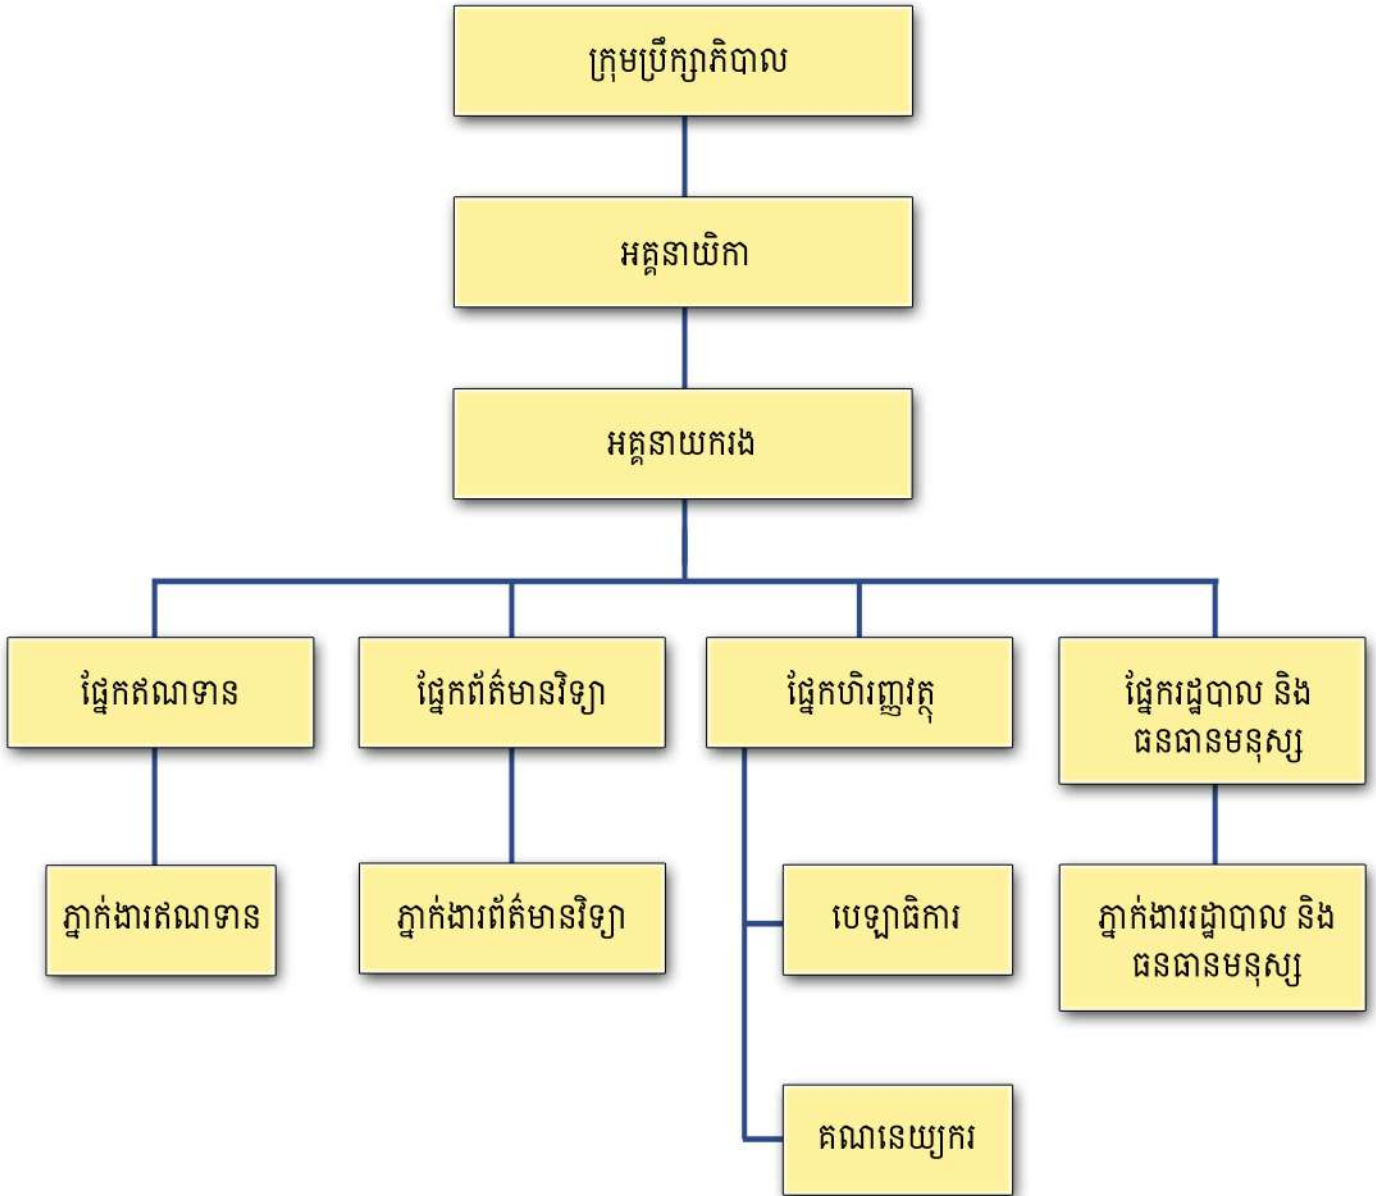 ក្រុមប្រឹក្សាភិបាល
អគ្គនាយិកា
អគ្គនាយករង
ផ្នែកឥណទាន
ផ្នែកព័ត៌មានវិទ្យា
ផ្នែកហិរញ្ញវត្ថុ
ផ្នែករដ្ឋបាល និង
ធនធានមនុស្ស
ភ្នាក់ងារឥណទាន
ភ្នាក់ងារព័ត៌មានវិទ្យា
បេឡាធិការ
ភ្នាក់ងាររដ្ឋាបាល និង
ធនធានមនុស្ស
គណនេយ្យករ